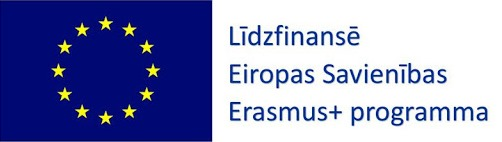 Līdzfinansē
Eiropas Savienības
Erasmus+ programma